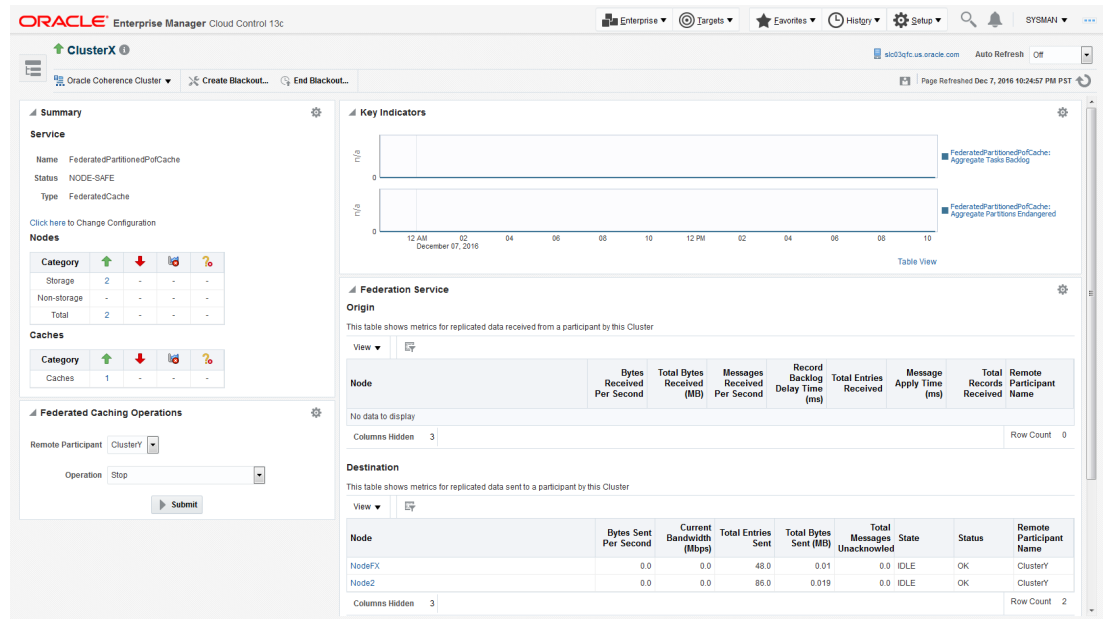 ORACLE Enterprise Manager Cloud Control 13c
Enterprise Targets Favorites History Setup SYSMAN
ClusterX
slc03qfc.us.oracle.com Auto Refresh Off
Oracle Coherence Cluster Create Blackout... End Blackout...
Page Refreshed Dec 7, 2016 10:24:57 PM PST
Summary
Service
Name FederatedPartitionedPofCache
Status NODE-SAFE
Type FederatedCache
Click here to Change Configuration
Nodes
Category
Storage 2 - - -
Non-storage - - - -
Total 2 - - -
Caches
Category
Caches 1 - - -
Federated Caching Operations
Remote Participant ClusterY
Operation Stop
Submit
Key Indicators
n/a
0
FederatedPartitionedPofCache:
Aggregate Tasks Backlog
n/a
0
FederatedPartitionedPofCache:
Aggregate Partitions Endangered
12 AM 02 04 06 08 10 12 PM 02 04 06 08 10
December 07, 2016
Table View
Federation Service
Origin
This table shows metrics for replicated data received from a participant by this Cluster
View
Node Bytes Received Per Second Total Bytes Received (MB) Messages Received Per Second Record Backlog Delay Time (ms) Total Entries Received Message Apply Time (ms) Total Records Received Remote Participant Name
No data to display
Columns Hidden 3 Row Count 0
Destination
This table shows metrics for replicated data sent to a participant by this Cluster
View
Node Bytes Sent Per Second Current Bandwidth (Mbps) Total Entries Sent Total Bytes Sent (MB) Total Messages Unacknowled State Status Remote Participant Name
NodeFX 0.0 0.0 48.0 0.01 0.0 IDLE OK ClusterY
Node2 0.0 0.0 86.0 0.019 0.0 IDLE OK ClusterY
Columns Hidden 3 Row Count 2